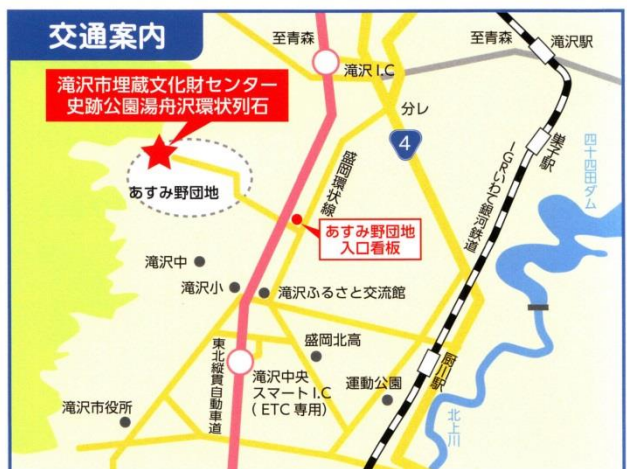 交通案内
滝沢市埋蔵文化財センター
史跡公園湯舟沢環状列石
あすみ野団地
至青森
滝沢I.C
至青森
滝沢駅
分レ
4
盛岡環状線
巣子駅
IGRいわて銀河鉄道
四十四田ダム
あすみ野団地
入口看板
滝沢中
滝沢小
滝沢ふるさと交流館
盛岡北高
東北縦貫自動車道
滝沢中央
スマートI.C
(ETC専用)
運動公園
厨川駅
北上川
滝沢市役所